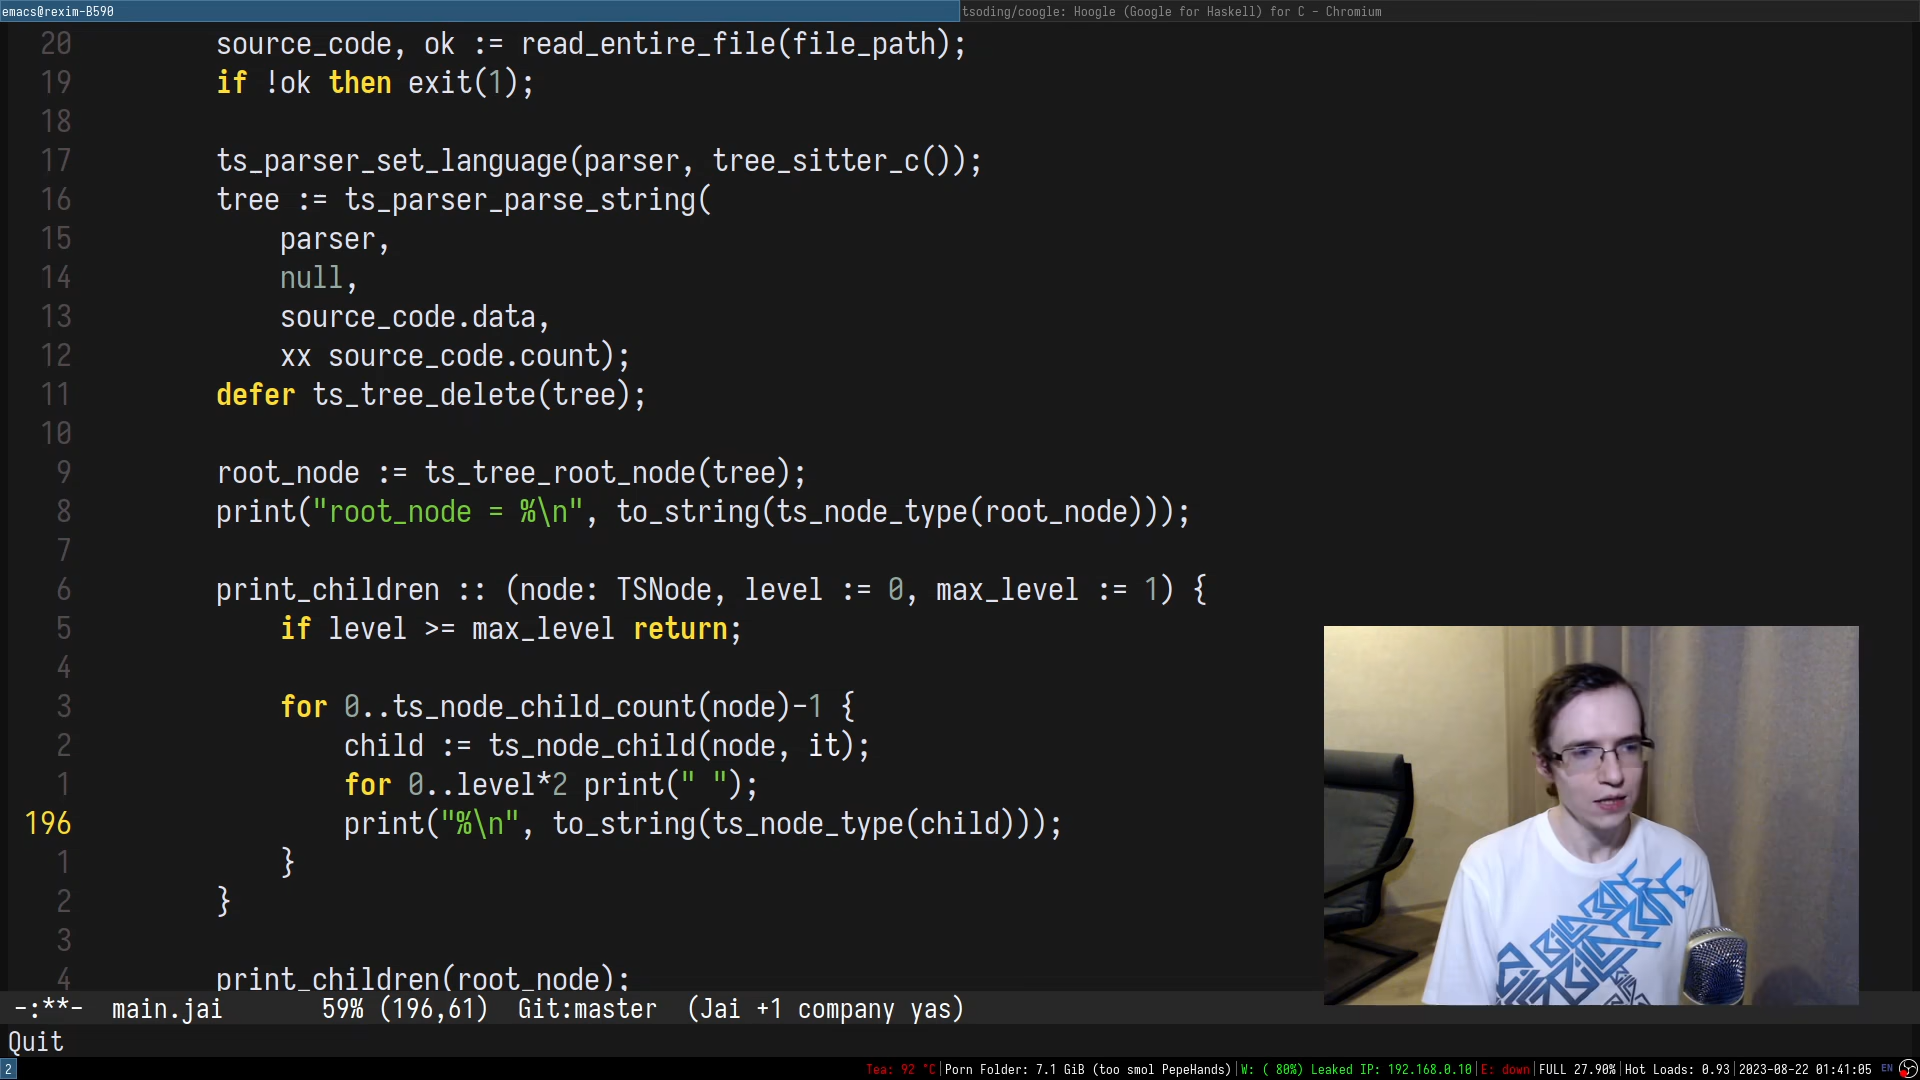 emacs@rexim-B590
tsoding/coogle: Hoogle (Google for Haskell) for C - Chromium
20 source_code, ok := read_entire_file(file_path);
19 if !ok then exit(1);
18
17 ts_parser_set_language(parser, tree_sitter_c());
16 tree := ts_parser_parse_string(
15 parser,
14 null,
13 source_code.data,
12 xx source_code.count);
11 defer ts_tree_delete(tree);
10
9 root_node := ts_tree_root_node(tree);
8 print("root_node = %\n", to_string(ts_node_type(root_node)));
7
6 print_children :: (node: TSNode, level := 0, max_level := 1) {
5 if level >= max_level return;
4
3 for 0..ts_node_child_count(node)-1 {
2 child := ts_node_child(node, it);
1 for 0..level*2 print(" ");
196 print("%\n", to_string(ts_node_type(child)));
1 }
2 }
3
4 print_children(root_node);
-:**- main.jai 59% (196,61) Git:master (Jai +1 company yas)
Quit
2 Tea: 92 °C|Porn Folder: 7.1 GiB (too smol PepeHands)|W: ( 80%) Leaked IP: 192.168.0.10|E: down|FULL 27.90%|Hot Loads: 0.93|2023-08-22 01:41:05 EN